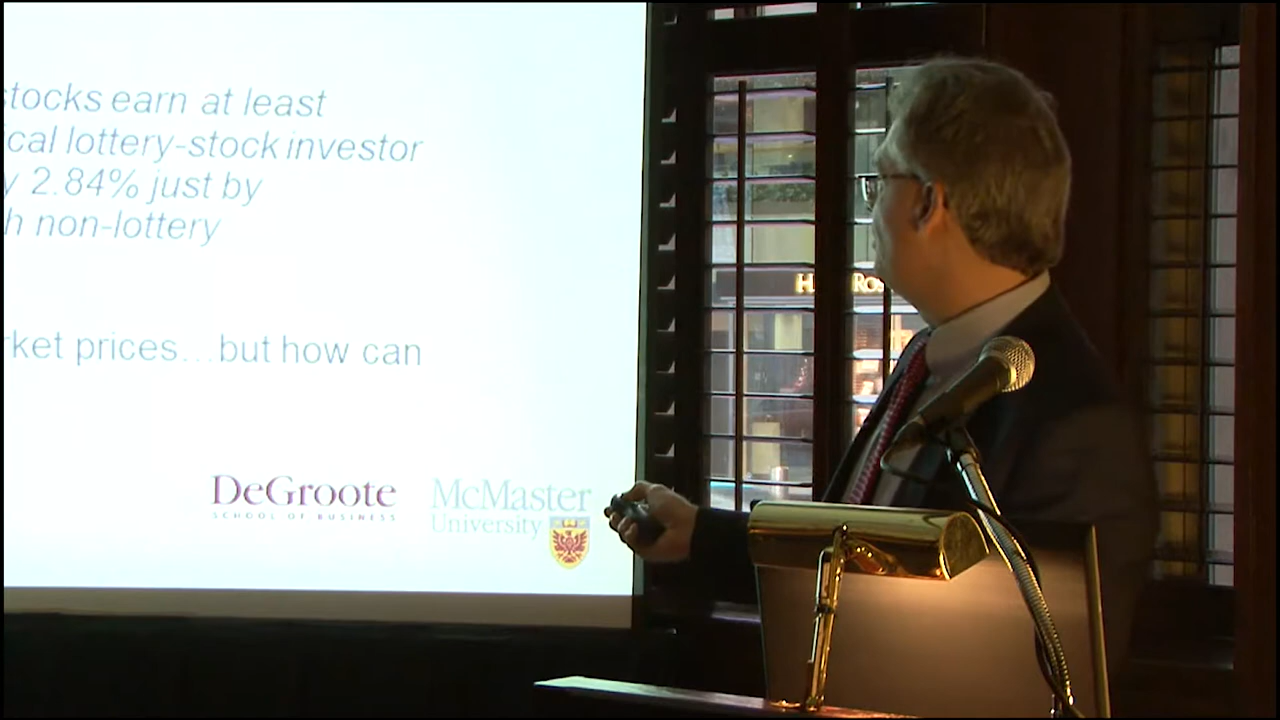 stocks earn at least
cal lottery-stock investor
y 2.84% just by
h non-lottery
rket prices...but how can
DeGroote
SCHOOL OF BUSINESS
McMaster
University
H Ro